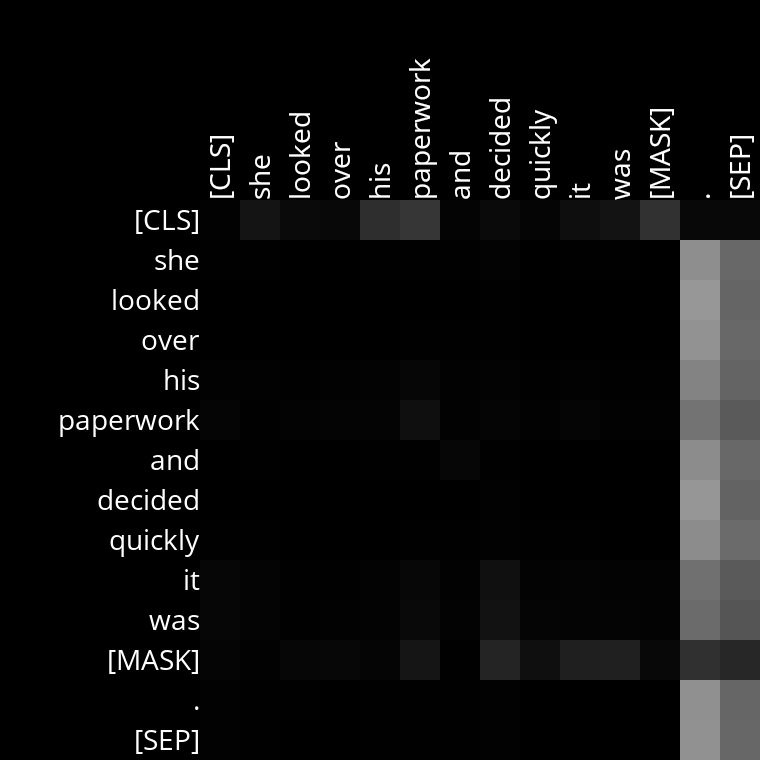 [CLS] she looked over his paperwork and decided quickly it was [MASK] . [SEP]
[CLS]
she
looked
over
his
paperwork
and
decided
quickly
it
was
[MASK]
.
[SEP]